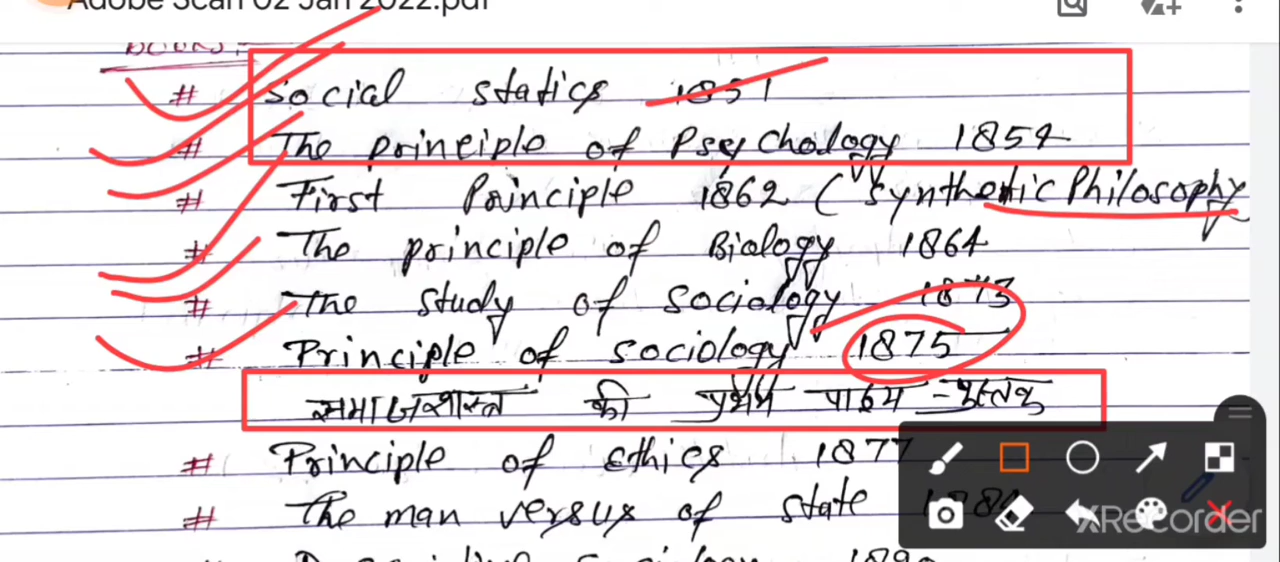 Adobe Scan 02 Jan 2022.pdf
BOOKS:
# Social statics 1851
# The principle of Psychology 1854
# First Principle 1862 ( Synthetic Philosophy
# The principle of Biology 1864
# The study of sociology 1873
# Principle of sociology 1875
समाजशास्त्र की प्रथम पाठ्य - पुस्तक
# Principle of ethics 1877
# The man versus of state
XRecorder